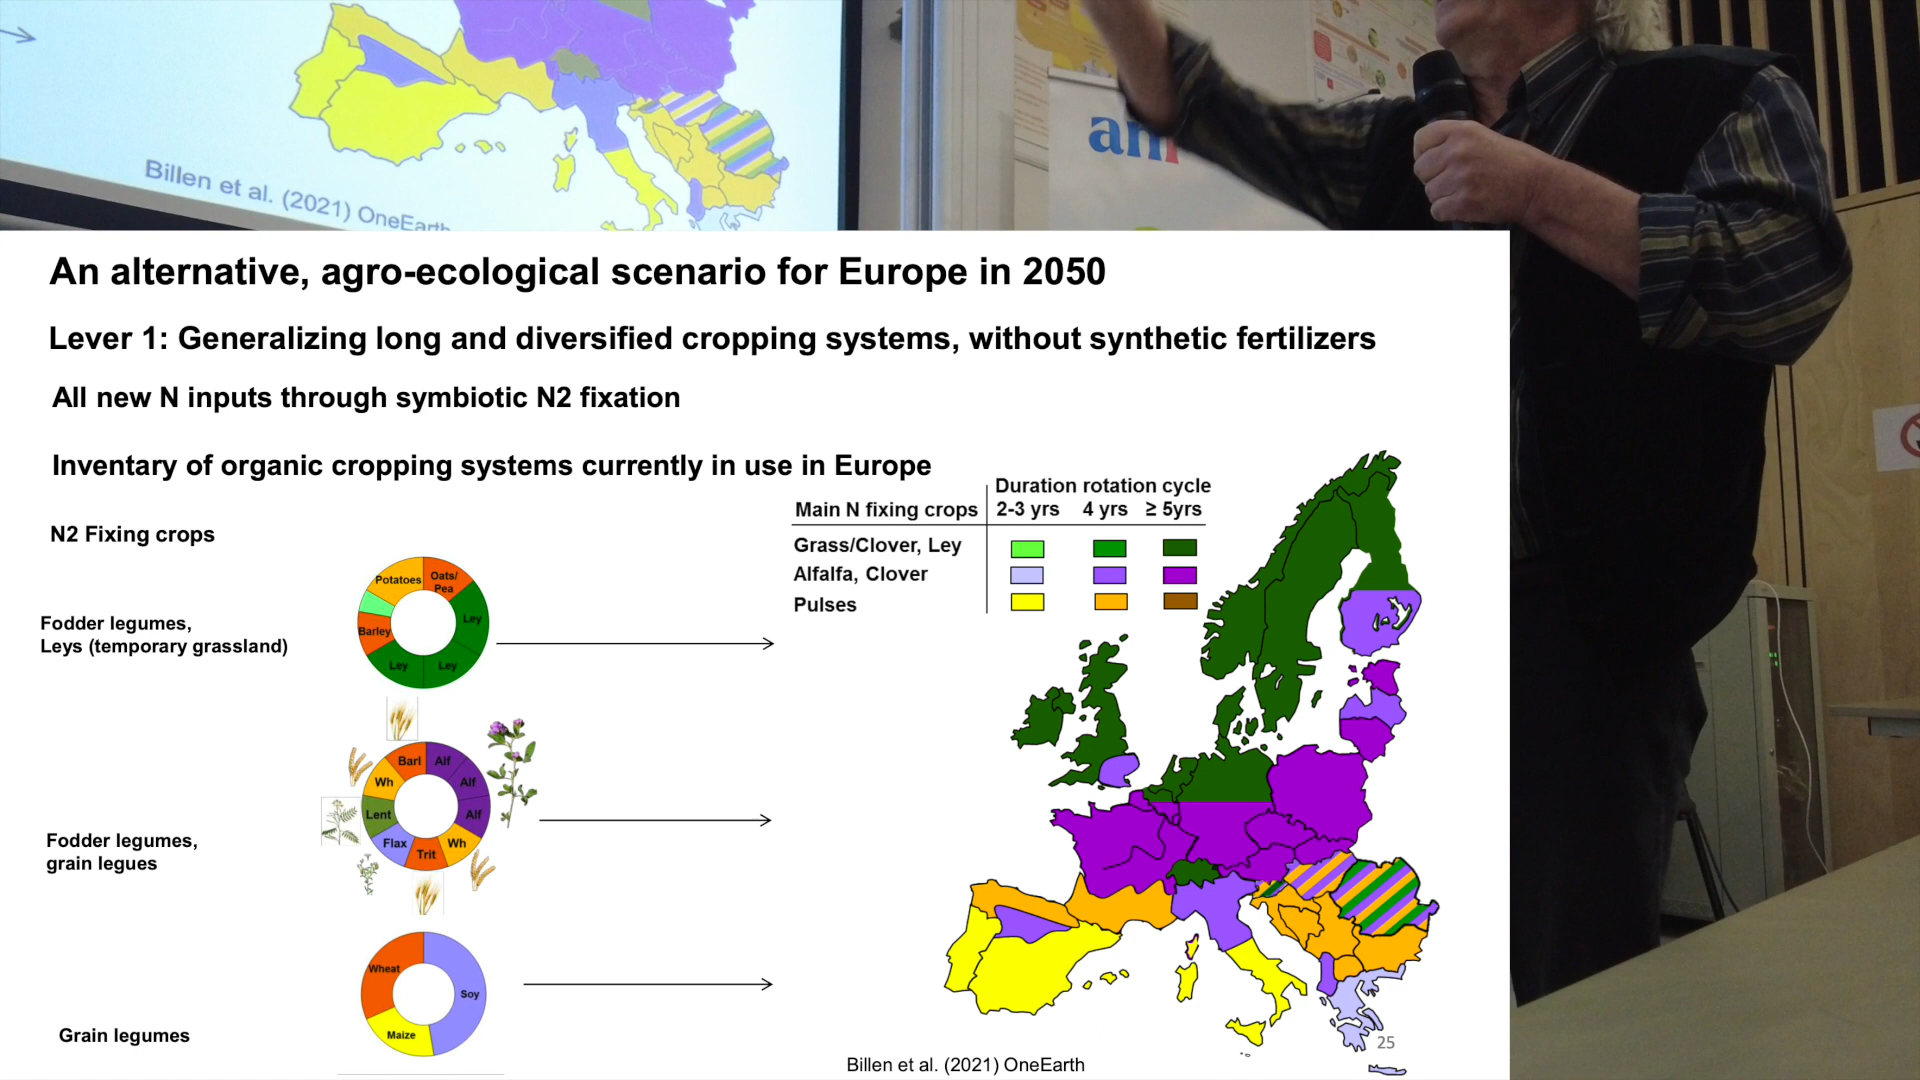 Billen et al. (2021) OneEarth
am
An alternative, agro-ecological scenario for Europe in 2050
Lever 1: Generalizing long and diversified cropping systems, without synthetic fertilizers
All new N inputs through symbiotic N2 fixation
Inventary of organic cropping systems currently in use in Europe
Duration rotation cycle
Main N fixing crops 2-3 yrs 4 yrs ≥ 5yrs
Grass/Clover, Ley
Alfalfa, Clover
Pulses
N2 Fixing crops
Fodder legumes,
Leys (temporary grassland)
Potatoes
Oats/
Pea
Ley
Ley
Ley
Barley
Fodder legumes,
grain legues
Barl
Alf
Alf
Alf
Wh
Trit
Flax
Lent
Wh
Grain legumes
Wheat
Soy
Maize
25
Billen et al. (2021) OneEarth